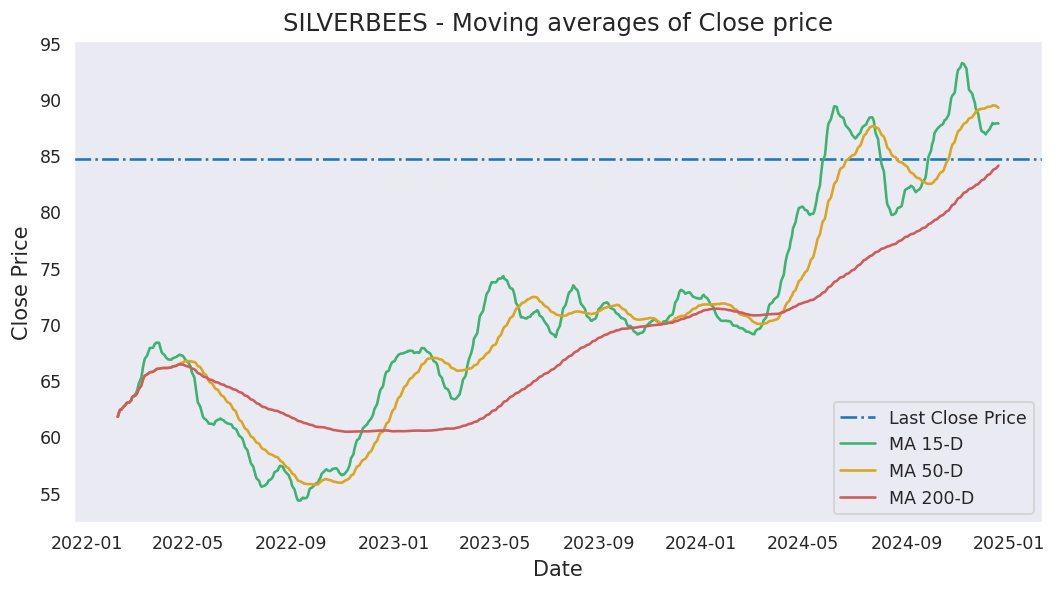 SILVERBEES - Moving averages of Close price
Close Price
95
90
85
80
75
70
65
60
55
Last Close Price
MA 15-D
MA 50-D
MA 200-D
2022-01 2022-05 2022-09 2023-01 2023-05 2023-09 2024-01 2024-05 2024-09 2025-01
Date